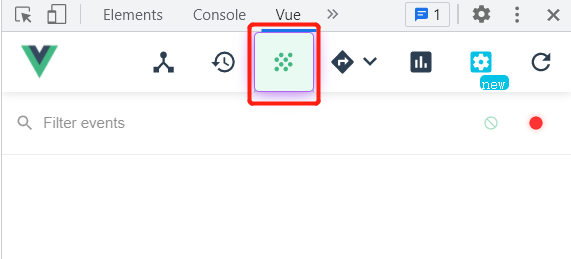 Elements Console Vue » 1
new
Filter events